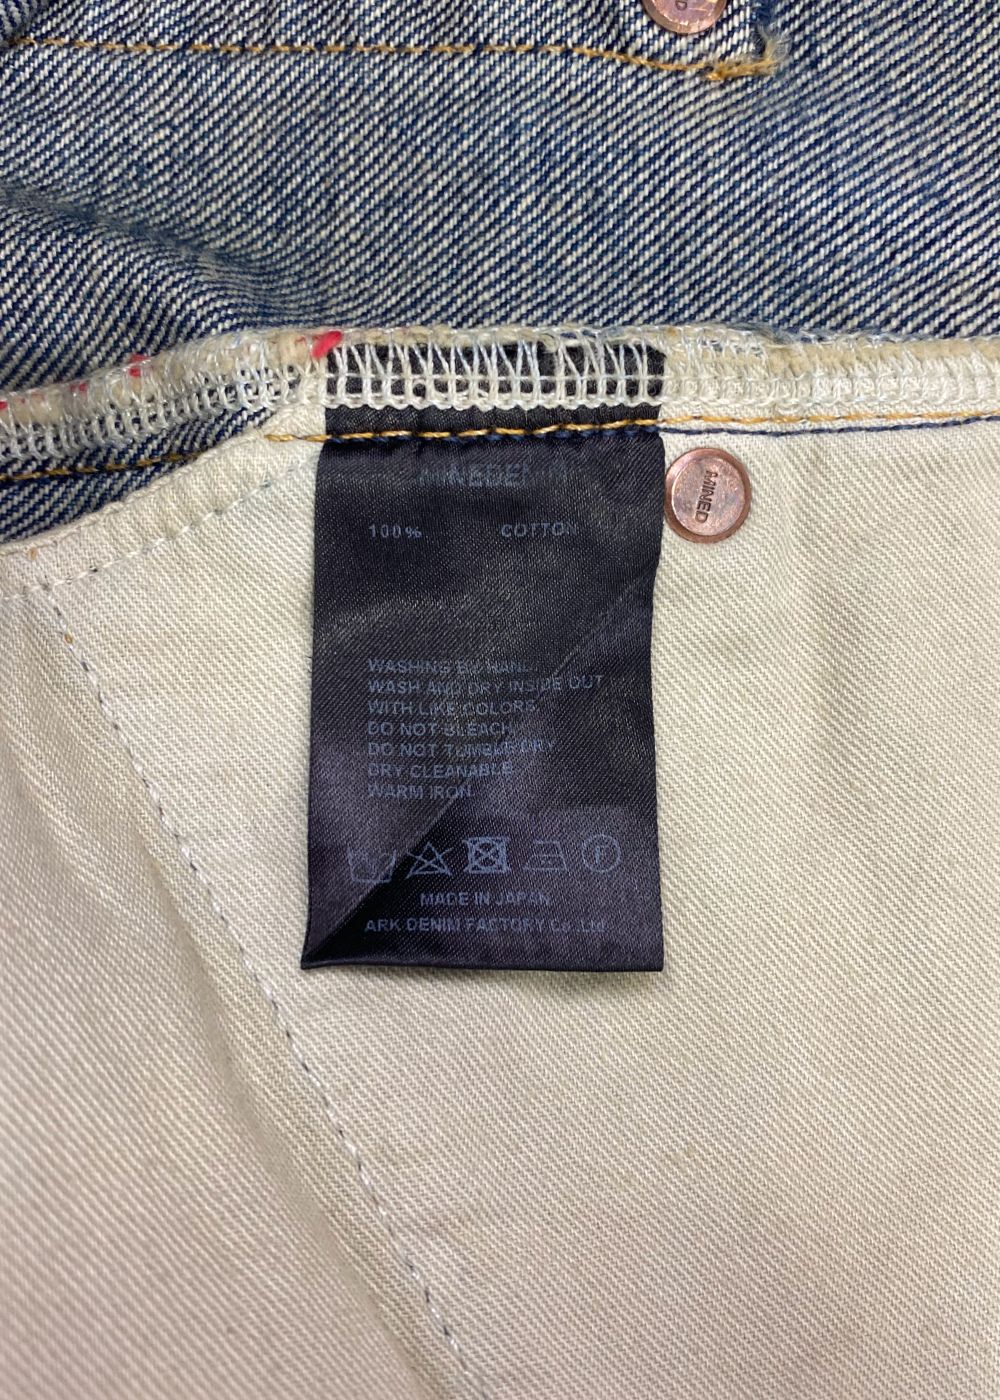 D
MINED
100% COTTON
WASHING BY HAND.
WASH AND DRY INSIDE OUT
WITH LIKE COLORS.
DO NOT BLEACH.
DO NOT TUMBLE DRY.
DRY CLEANABLE.
WARM IRON.
F
MADE IN JAPAN
ARK DENIM FACTORY Co.,Ltd.